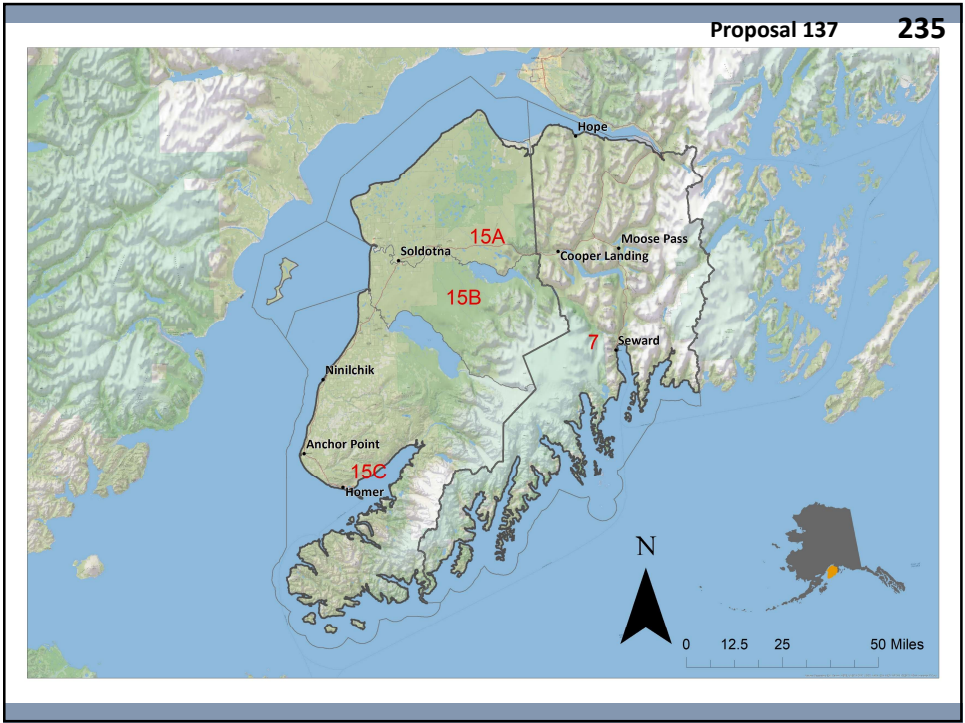 Proposal 137 235
Hope
15A
Moose Pass
Soldotna
Cooper Landing
15B
7
Seward
Ninilchik
Anchor Point
15C
Homer
N
0 12.5 25 50 Miles